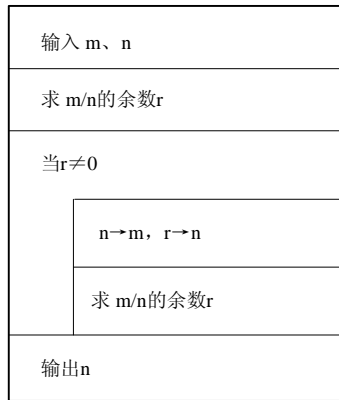 输入 m、n
求 m/n的余数r
当r≠0
n→m，r→n
求 m/n的余数r
输出n